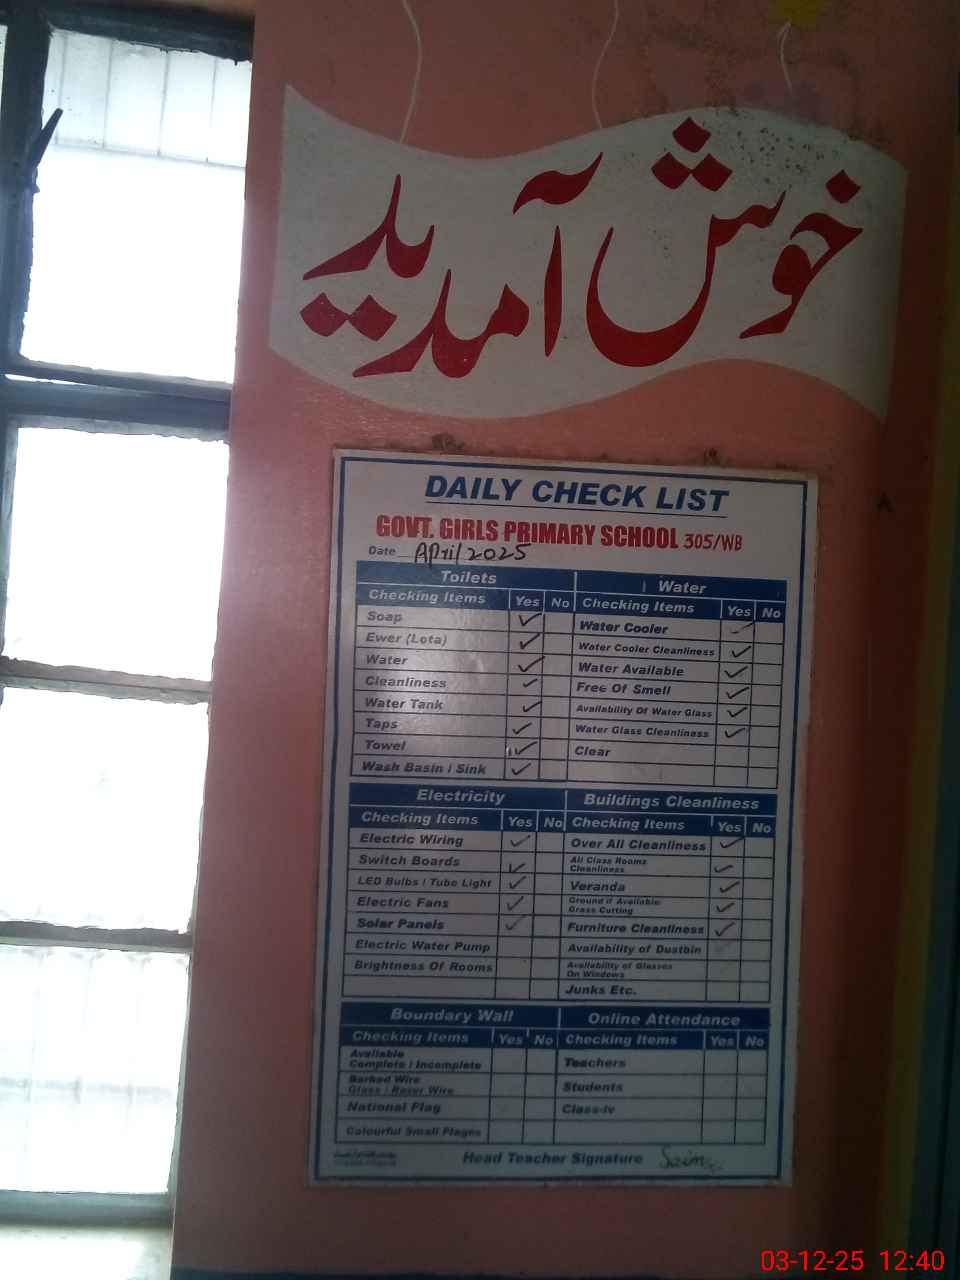 خوش آمدید
DAILY CHECK LIST
GOVT. GIRLS PRIMARY SCHOOL 305/WB
Date April 2025
Toilets
Checking Items Yes No
Soap ✓
Ewer (Lota) ✓
Water ✓
Cleanliness ✓
Water Tank ✓
Taps ✓
Towel ✓
Wash Basin / Sink ✓
Water
Checking Items Yes No
Water Cooler ✓
Water Cooler Cleanliness ✓
Water Available ✓
Free Of Smell ✓
Availability Of Water Glass ✓
Water Glass Cleanliness ✓
Clear
Electricity
Checking Items Yes No
Electric Wiring ✓
Switch Boards ✓
LED Bulbs / Tube Light ✓
Electric Fans ✓
Solar Panels ✓
Electric Water Pump
Brightness Of Rooms
Buildings Cleanliness
Checking Items Yes No
Over All Cleanliness ✓
All Class Rooms
Cleanliness ✓
Veranda ✓
Ground if Available
Grass Cutting ✓
Furniture Cleanliness ✓
Availability of Dustbin
Availability of Glasses
On Windows
Junks Etc.
Boundary Wall
Checking Items Yes No
Available
Complete / Incomplete
Barbed Wire
Glass / Razer Wire
National Flag
Colourful Small Flages
Online Attendance
Checking Items Yes No
Teachers
Students
Class-iv
Head Teacher Signature
03-12-25 12:40